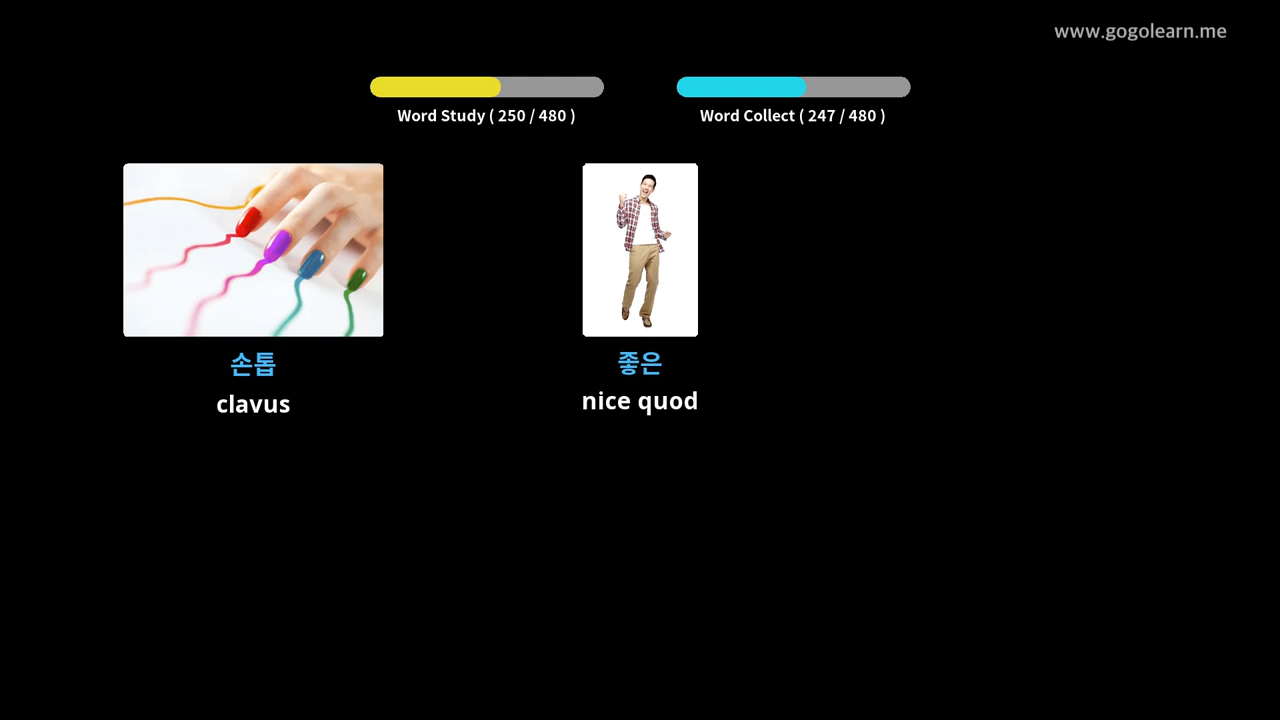 www.gogolearn.me
Word Study ( 250 / 480 )
Word Collect ( 247 / 480 )
손톱
clavus
좋은
nice quod